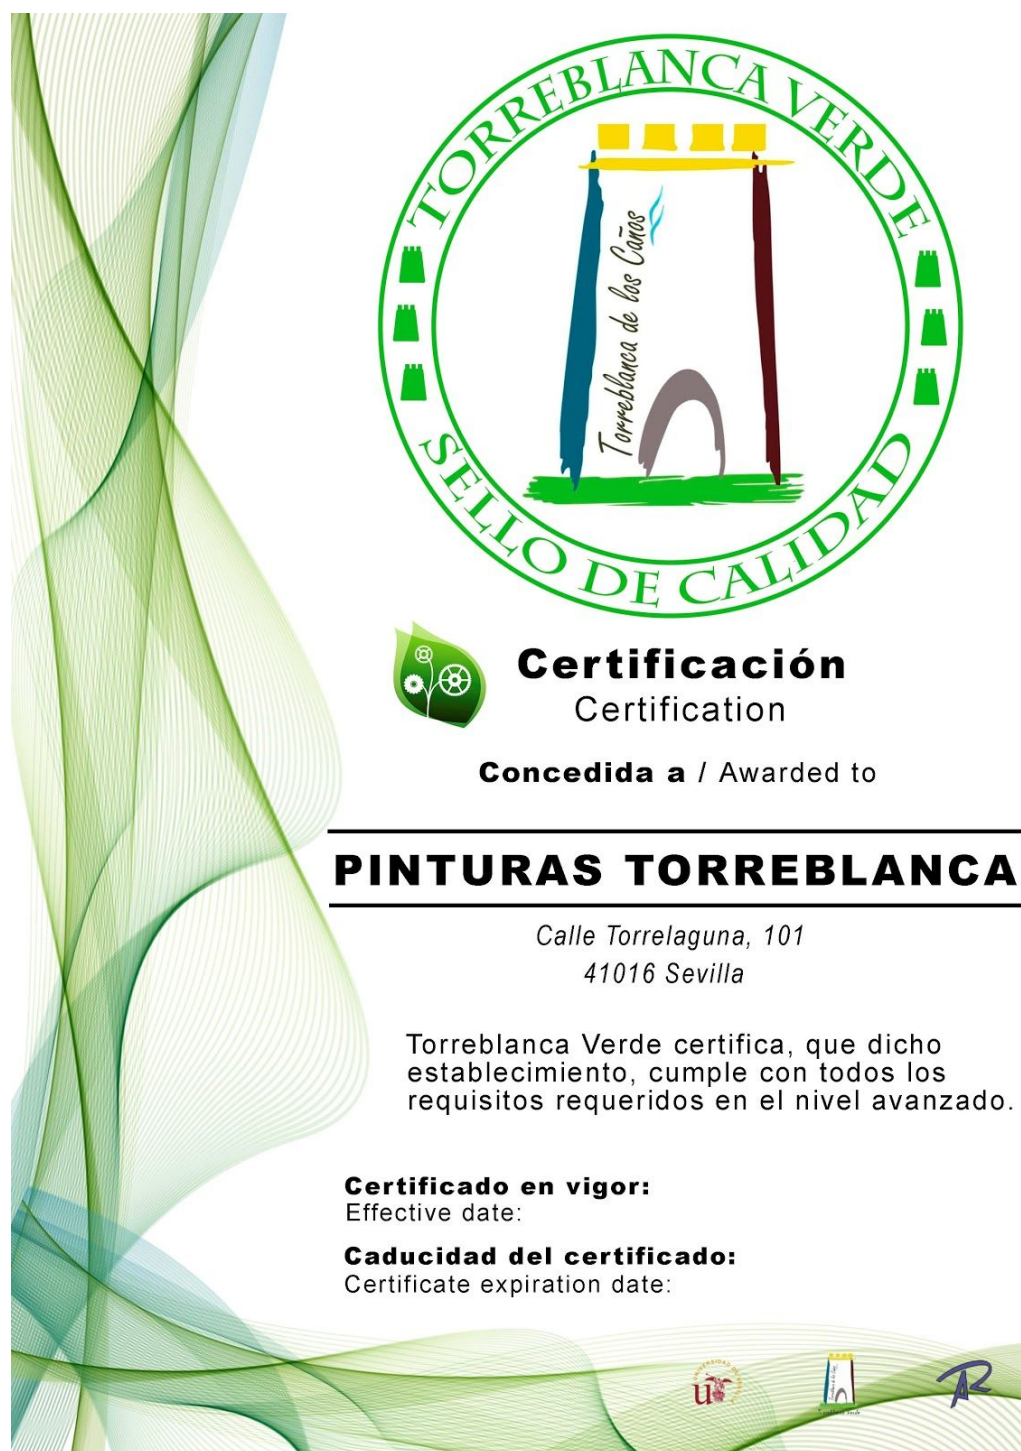 TORREBLANCA VERDE
Torreblanca de los Caños
SELLO DE CALIDAD
Certificación
Certification
Concedida a / Awarded to
PINTURAS TORREBLANCA
Calle Torrelaguna, 101
41016 Sevilla
Torreblanca Verde certifica, que dicho
establecimiento, cumple con todos los
requisitos requeridos en el nivel avanzado.
Certificado en vigor:
Effective date:
Caducidad del certificado:
Certificate expiration date: